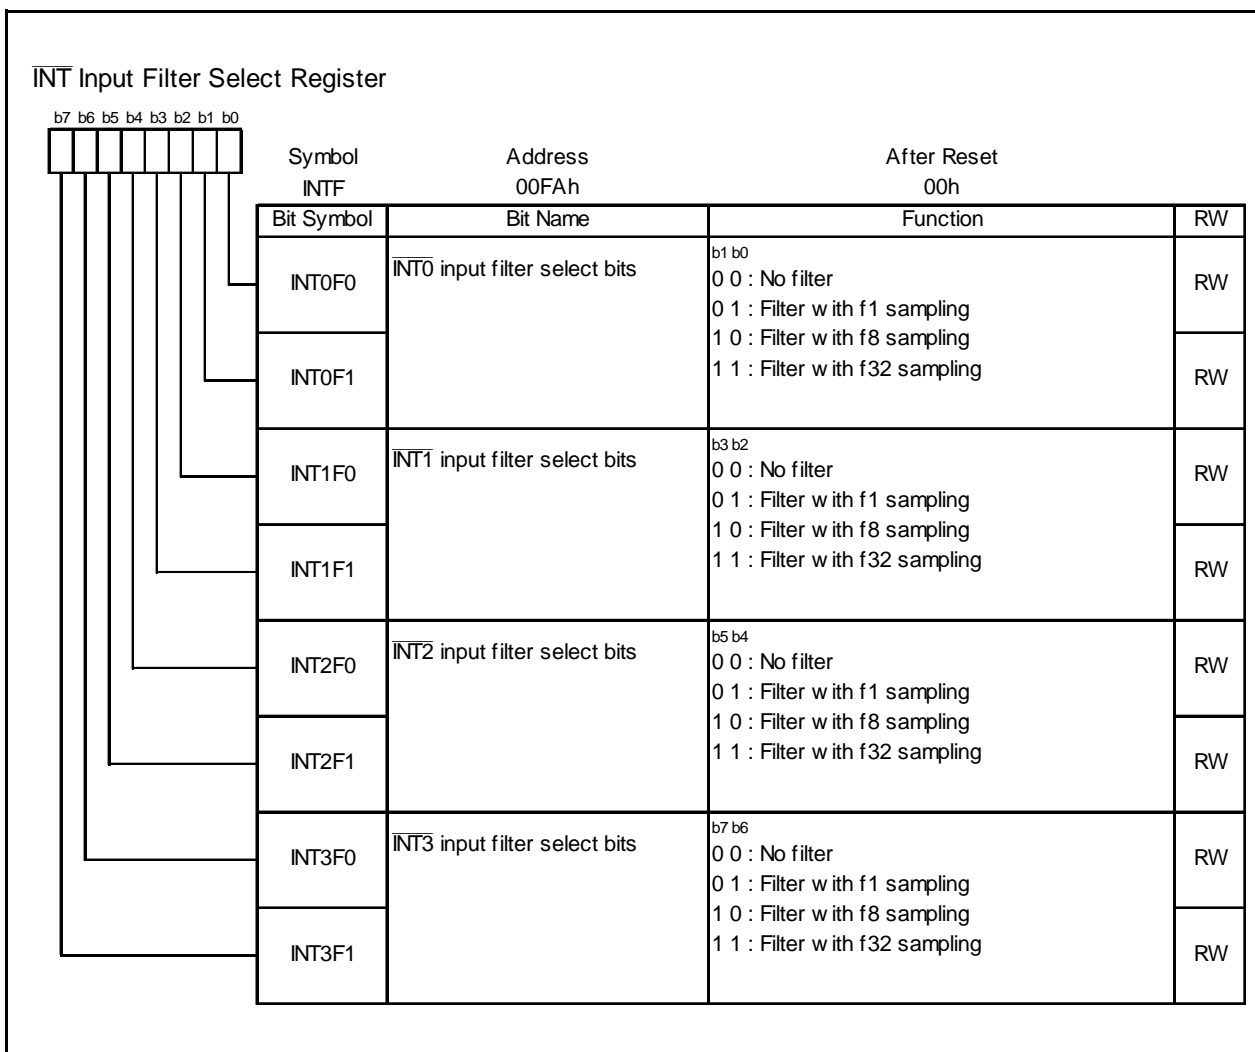 INT Input Filter Select Register
b7 b6 b5 b4 b3 b2 b1 b0
Symbol Address After Reset
INTF 00FAh 00h
Bit Symbol Bit Name Function RW
INT0F0 INT0 input filter select bits b1 b0 RW
0 0 : No filter
0 1 : Filter with f1 sampling
1 0 : Filter with f8 sampling
INT0F1 1 1 : Filter with f32 sampling RW
INT1F0 INT1 input filter select bits b3 b2 RW
0 0 : No filter
0 1 : Filter with f1 sampling
1 0 : Filter with f8 sampling
INT1F1 1 1 : Filter with f32 sampling RW
INT2F0 INT2 input filter select bits b5 b4 RW
0 0 : No filter
0 1 : Filter with f1 sampling
1 0 : Filter with f8 sampling
INT2F1 1 1 : Filter with f32 sampling RW
INT3F0 INT3 input filter select bits b7 b6 RW
0 0 : No filter
0 1 : Filter with f1 sampling
1 0 : Filter with f8 sampling
INT3F1 1 1 : Filter with f32 sampling RW